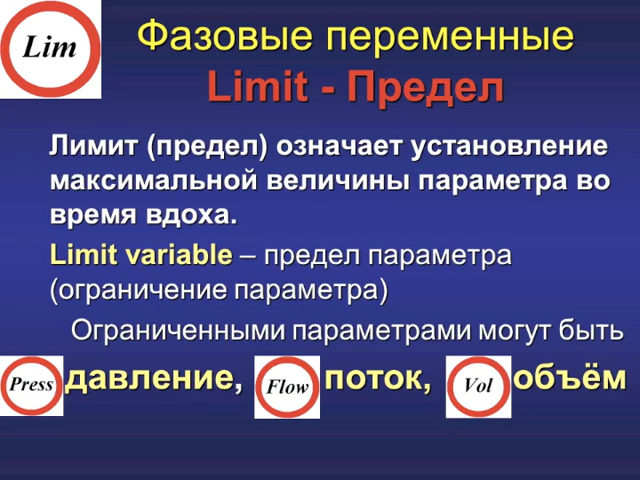 Lim
Фазовые переменные
Limit - Предел
Лимит (предел) означает установление
максимальной величины параметра во
время вдоха.
Limit variable – предел параметра
(ограничение параметра)
Ограниченными параметрами могут быть
Press давление, Flow поток, Vol объём